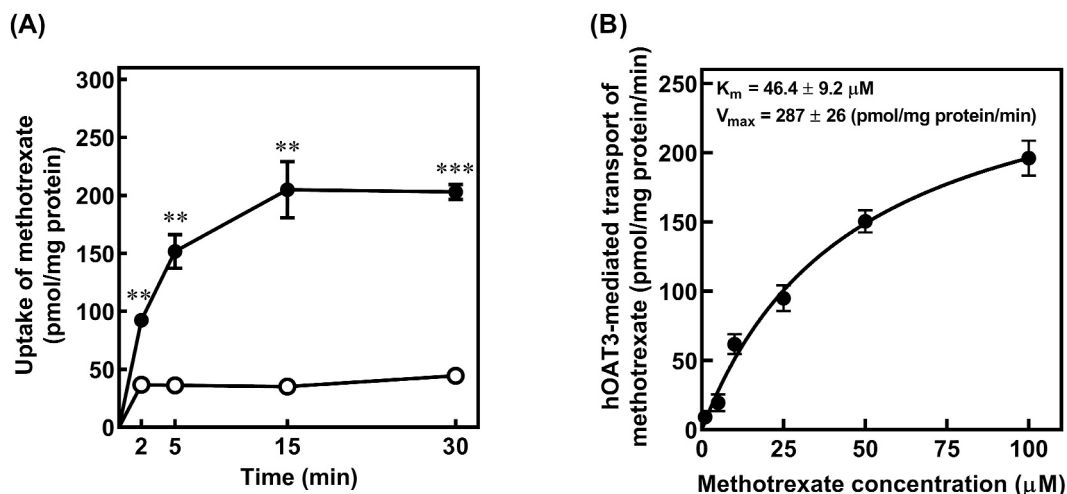 (A)
Uptake of methotrexate
(pmol/mg protein)
300
250
200
150
100
50
0
**
**
**
***
2 5 15 30
Time (min)
(B)
hOAT3-mediated transport of
methotrexate (pmol/mg protein/min)
250
200
150
100
50
0
Km = 46.4 ± 9.2 μM
Vmax = 287 ± 26 (pmol/mg protein/min)
0 25 50 75 100
Methotrexate concentration (μM)